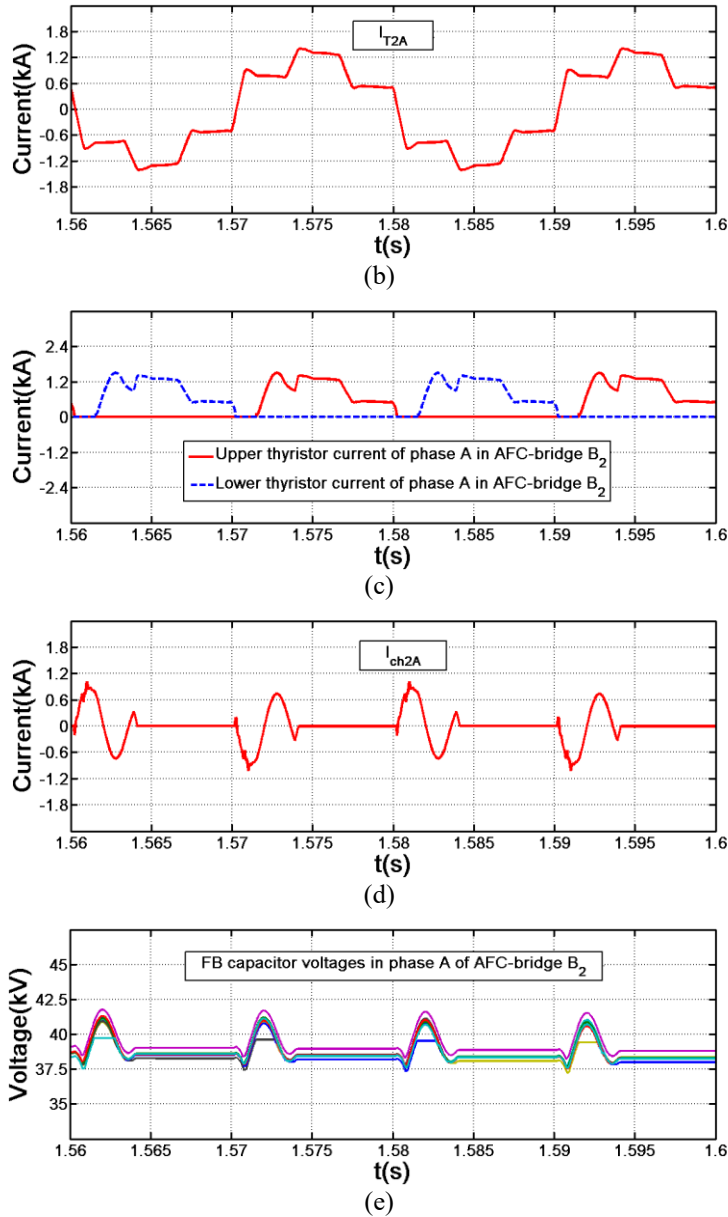 I_T2A
Current(kA)
1.8
1.2
0.6
0
-0.6
-1.2
-1.8
1.56 1.565 1.57 1.575 1.58 1.585 1.59 1.595 1.6
t(s)
(b)
Current(kA)
2.4
1.2
0
-1.2
-2.4
Upper thyristor current of phase A in AFC-bridge B_2
Lower thyristor current of phase A in AFC-bridge B_2
1.56 1.565 1.57 1.575 1.58 1.585 1.59 1.595 1.6
t(s)
(c)
I_ch2A
Current(kA)
1.8
1.2
0.6
0
-0.6
-1.2
-1.8
1.56 1.565 1.57 1.575 1.58 1.585 1.59 1.595 1.6
t(s)
(d)
FB capacitor voltages in phase A of AFC-bridge B_2
Voltage(kV)
45
42.5
40
37.5
35
1.56 1.565 1.57 1.575 1.58 1.585 1.59 1.595 1.6
t(s)
(e)